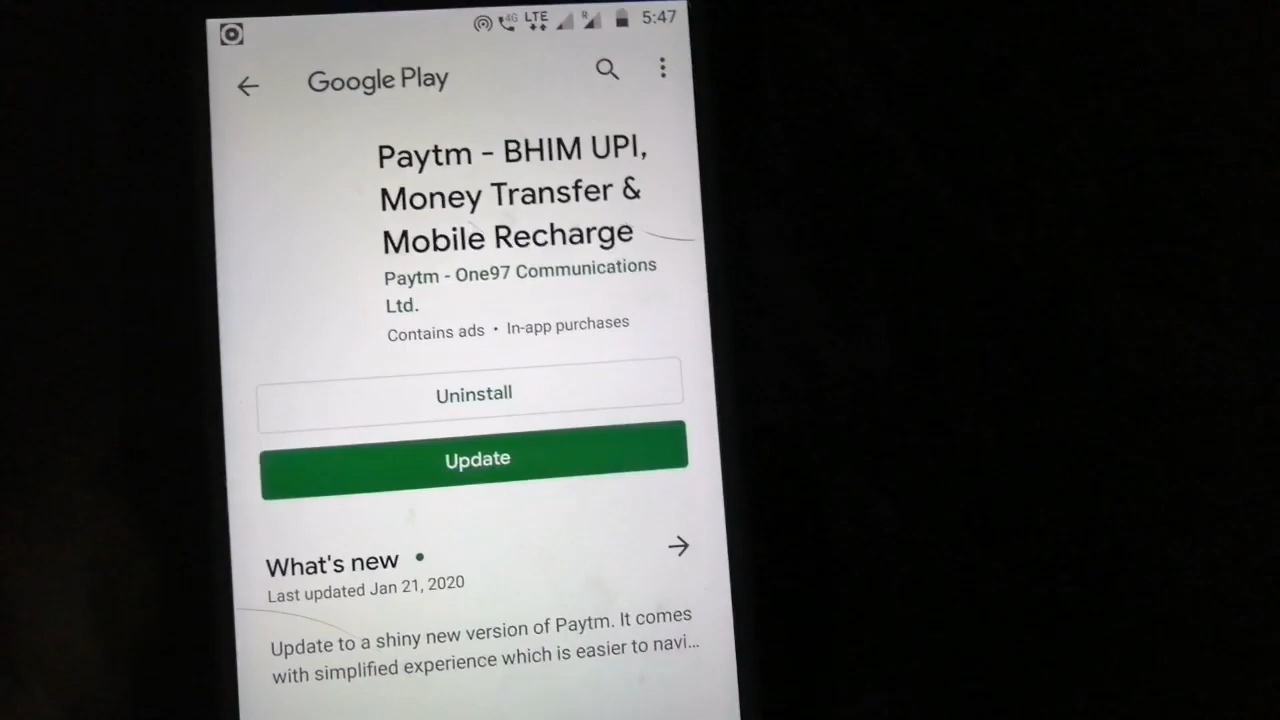 4G LTE R 5:47
Google Play
Paytm - BHIM UPI,
Money Transfer &
Mobile Recharge
Paytm - One97 Communications
Ltd.
Contains ads • In-app purchases
Uninstall
Update
What's new •
Last updated Jan 21, 2020
Update to a shiny new version of Paytm. It comes
with simplified experience which is easier to navi...